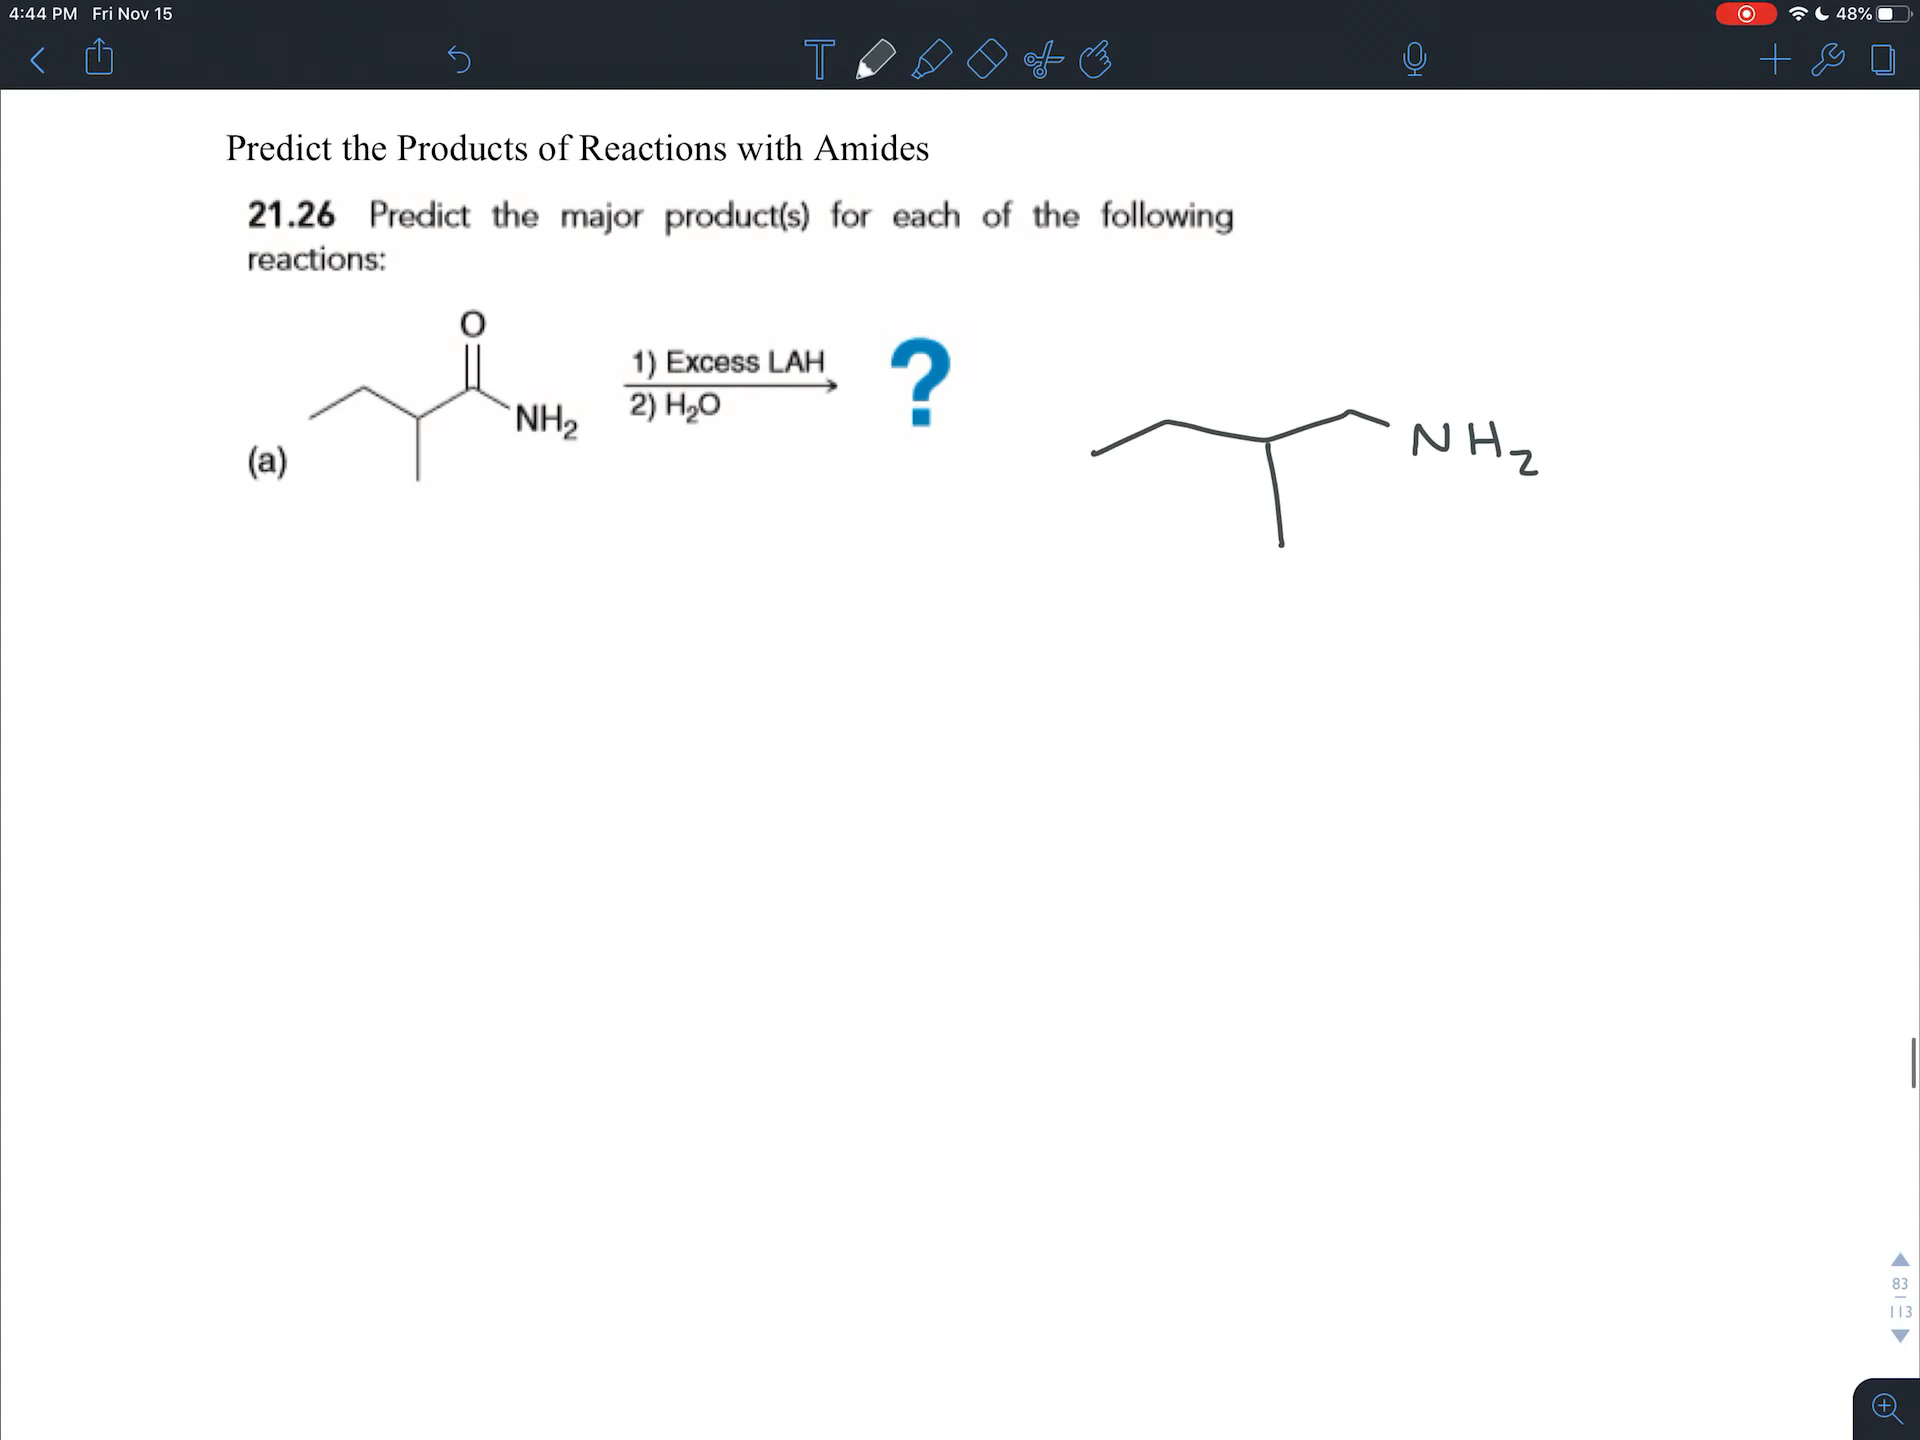 4:44 PM Fri Nov 15
48%
T
Predict the Products of Reactions with Amides
21.26 Predict the major product(s) for each of the following
reactions:
O
NH₂
(a)
1) Excess LAH
2) H₂O
?
NH₂
83
113